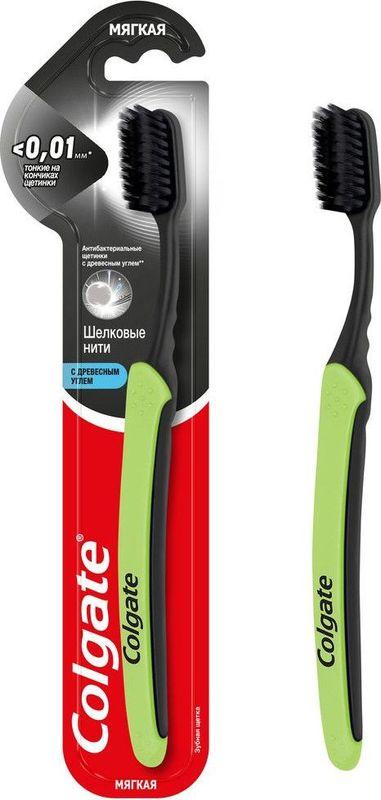 МЯГКАЯ
<0,01мм*
тонкие на
кончиках
щетинки
Антибактериальные
щетинки
с древесным углем**
Шелковые
нити
С ДРЕВЕСНЫМ
УГЛЕМ
Colgate®
Colgate
Colgate
Зубная щетка
МЯГКАЯ